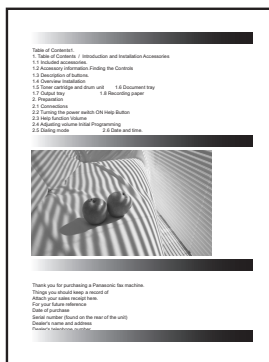 Table of Contents1.
1. Table of Contents / Introduction and Installation Accessories
1.1 Included accessories.
1.2 Accessory information Finding the Controls
1.3 Description of buttons.
1.4 Overview Installation
1.5 Toner cartridge and drum unit 1.6 Document tray
1.7 Output tray 1.8 Recording paper
2. Preparation
2.1 Connections
2.2 Turning the power switch ON Help Button
2.3 Help function Volume
2.4 Adjusting volume Initial Programming
2.5 Dialing mode 2.6 Date and time.
Thank you for purchasing a Panasonic fax machine.
Things you should keep a record of
Attach your sales receipt here.
For your future reference
Date of purchase
Serial number (found on the rear of the unit)
Dealer's name and address
Dealer's telephone number